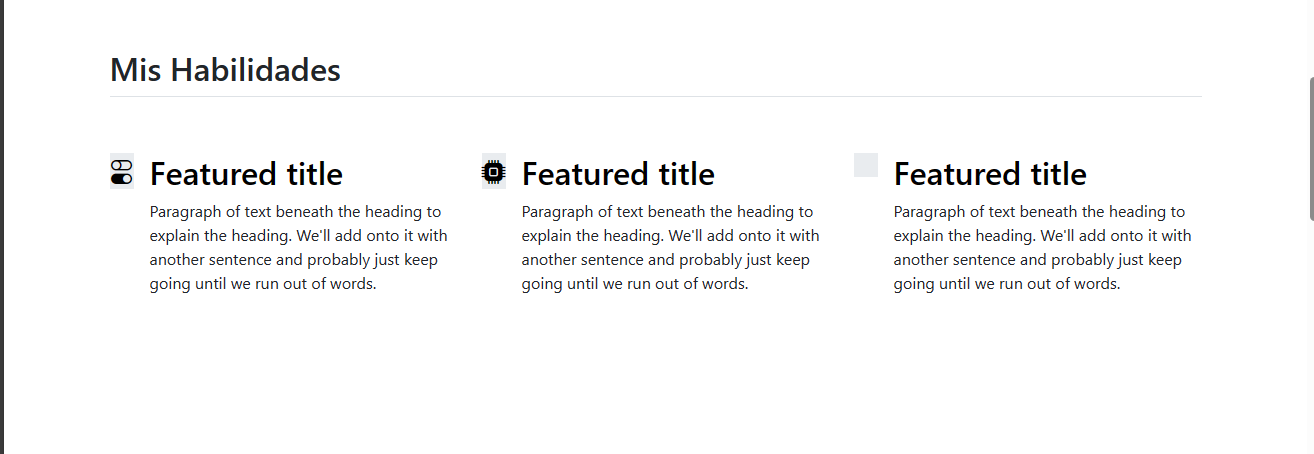 Mis Habilidades
Featured title
Paragraph of text beneath the heading to
explain the heading. We'll add onto it with
another sentence and probably just keep
going until we run out of words.
Featured title
Paragraph of text beneath the heading to
explain the heading. We'll add onto it with
another sentence and probably just keep
going until we run out of words.
Featured title
Paragraph of text beneath the heading to
explain the heading. We'll add onto it with
another sentence and probably just keep
going until we run out of words.